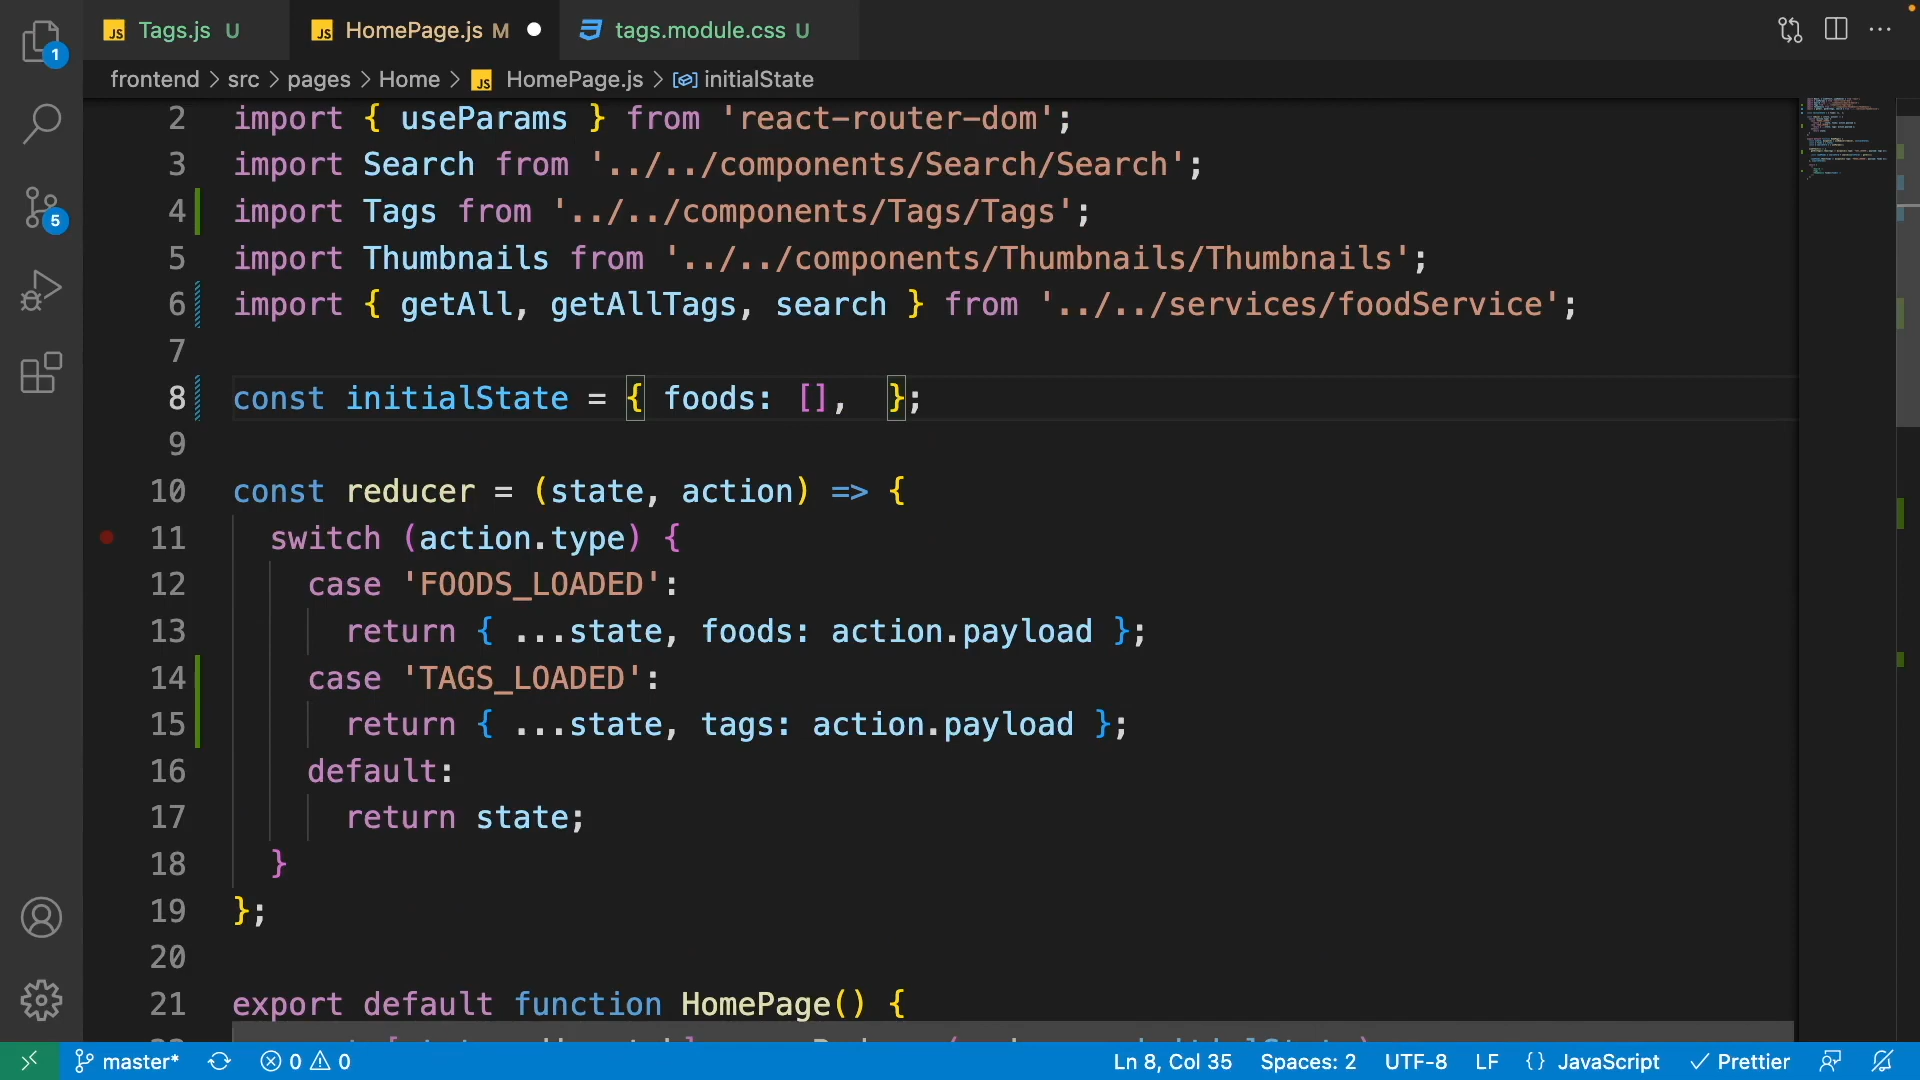 1
JS Tags.js U
JS HomePage.js M
tags.module.css U
frontend > src > pages > Home > JS HomePage.js > initialState
2 import { useParams } from 'react-router-dom';
3 import Search from '../../components/Search/Search';
4 import Tags from '../../components/Tags/Tags';
5 import Thumbnails from '../../components/Thumbnails/Thumbnails';
6 import { getAll, getAllTags, search } from '../../services/foodService';
7
8 const initialState = { foods: [],  };
9
10 const reducer = (state, action) => {
11 switch (action.type) {
12 case 'FOODS_LOADED':
13 return { ...state, foods: action.payload };
14 case 'TAGS_LOADED':
15 return { ...state, tags: action.payload };
16 default:
17 return state;
18 }
19 };
20
21 export default function HomePage() {
5
master* 0 0 Ln 8, Col 35 Spaces: 2 UTF-8 LF {} JavaScript Prettier